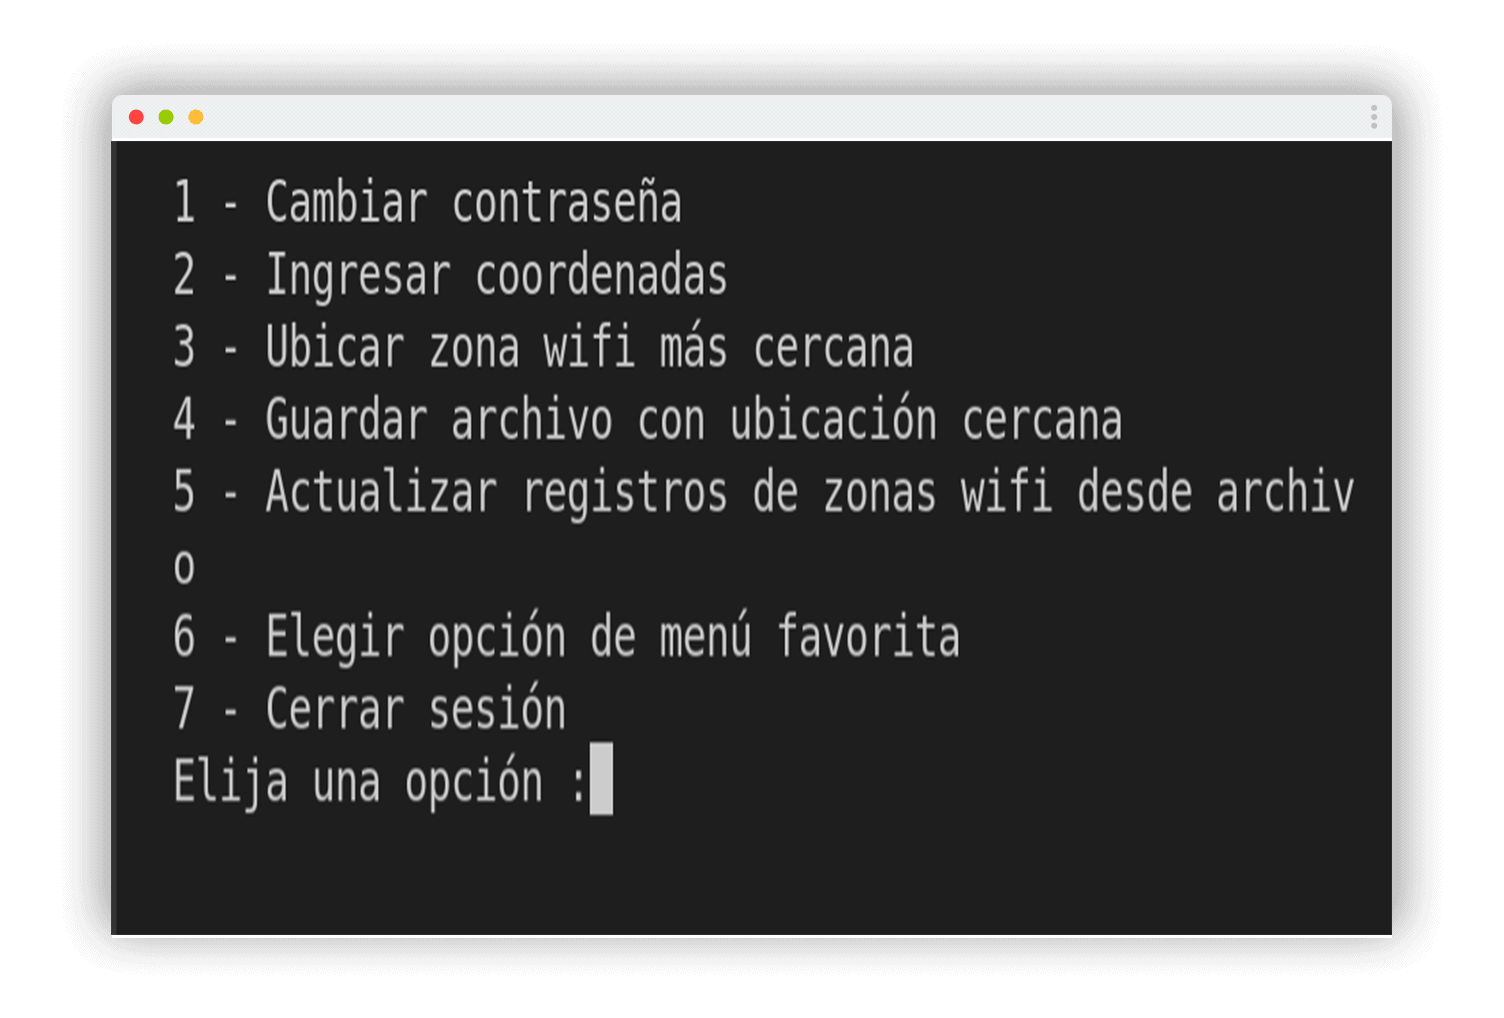 1 - Cambiar contraseña
2 - Ingresar coordenadas
3 - Ubicar zona wifi más cercana
4 - Guardar archivo con ubicación cercana
5 - Actualizar registros de zonas wifi desde archiv
o
6 - Elegir opción de menú favorita
7 - Cerrar sesión
Elija una opción :